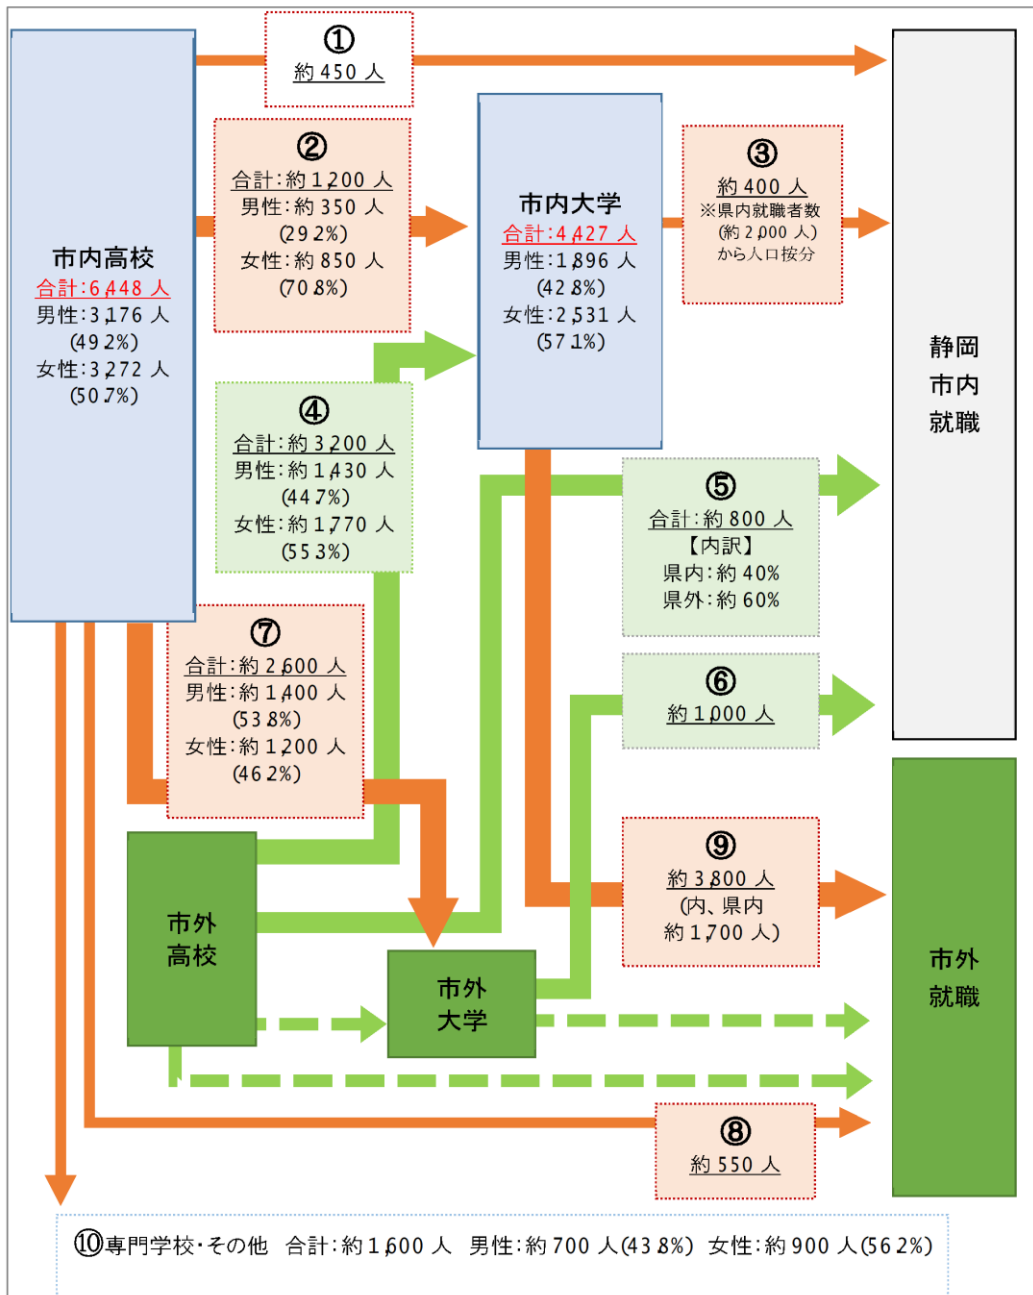 ①
約 450 人
②
合計：約 1,200 人
男性：約 350 人
(29.2%)
女性：約 850 人
(70.8%)
③
約 400 人
※県内就職者数
(約 2,000 人)
から人口按分
市内大学
合計：4,427 人
男性：1,896 人
(42.8%)
女性：2,531 人
(57.1%)
市内高校
合計：6,448 人
男性：3,176 人
(49.2%)
女性：3,272 人
(50.7%)
静岡
市内
就職
④
合計：約 3,200 人
男性：約 1,430 人
(44.7%)
女性：約 1,770 人
(55.3%)
⑤
合計：約 800 人
【内訳】
県内：約 40%
県外：約 60%
⑥
約 1,000 人
⑦
合計：約 2,600 人
男性：約 1,400 人
(53.8%)
女性：約 1,200 人
(46.2%)
⑨
約 3,800 人
(内、県内
約 1,700 人)
市外
高校
市外
大学
市外
就職
⑧
約 550 人
⑩専門学校・その他 合計：約 1,600 人 男性：約 700 人(43.8%) 女性：約 900 人(56.2%)